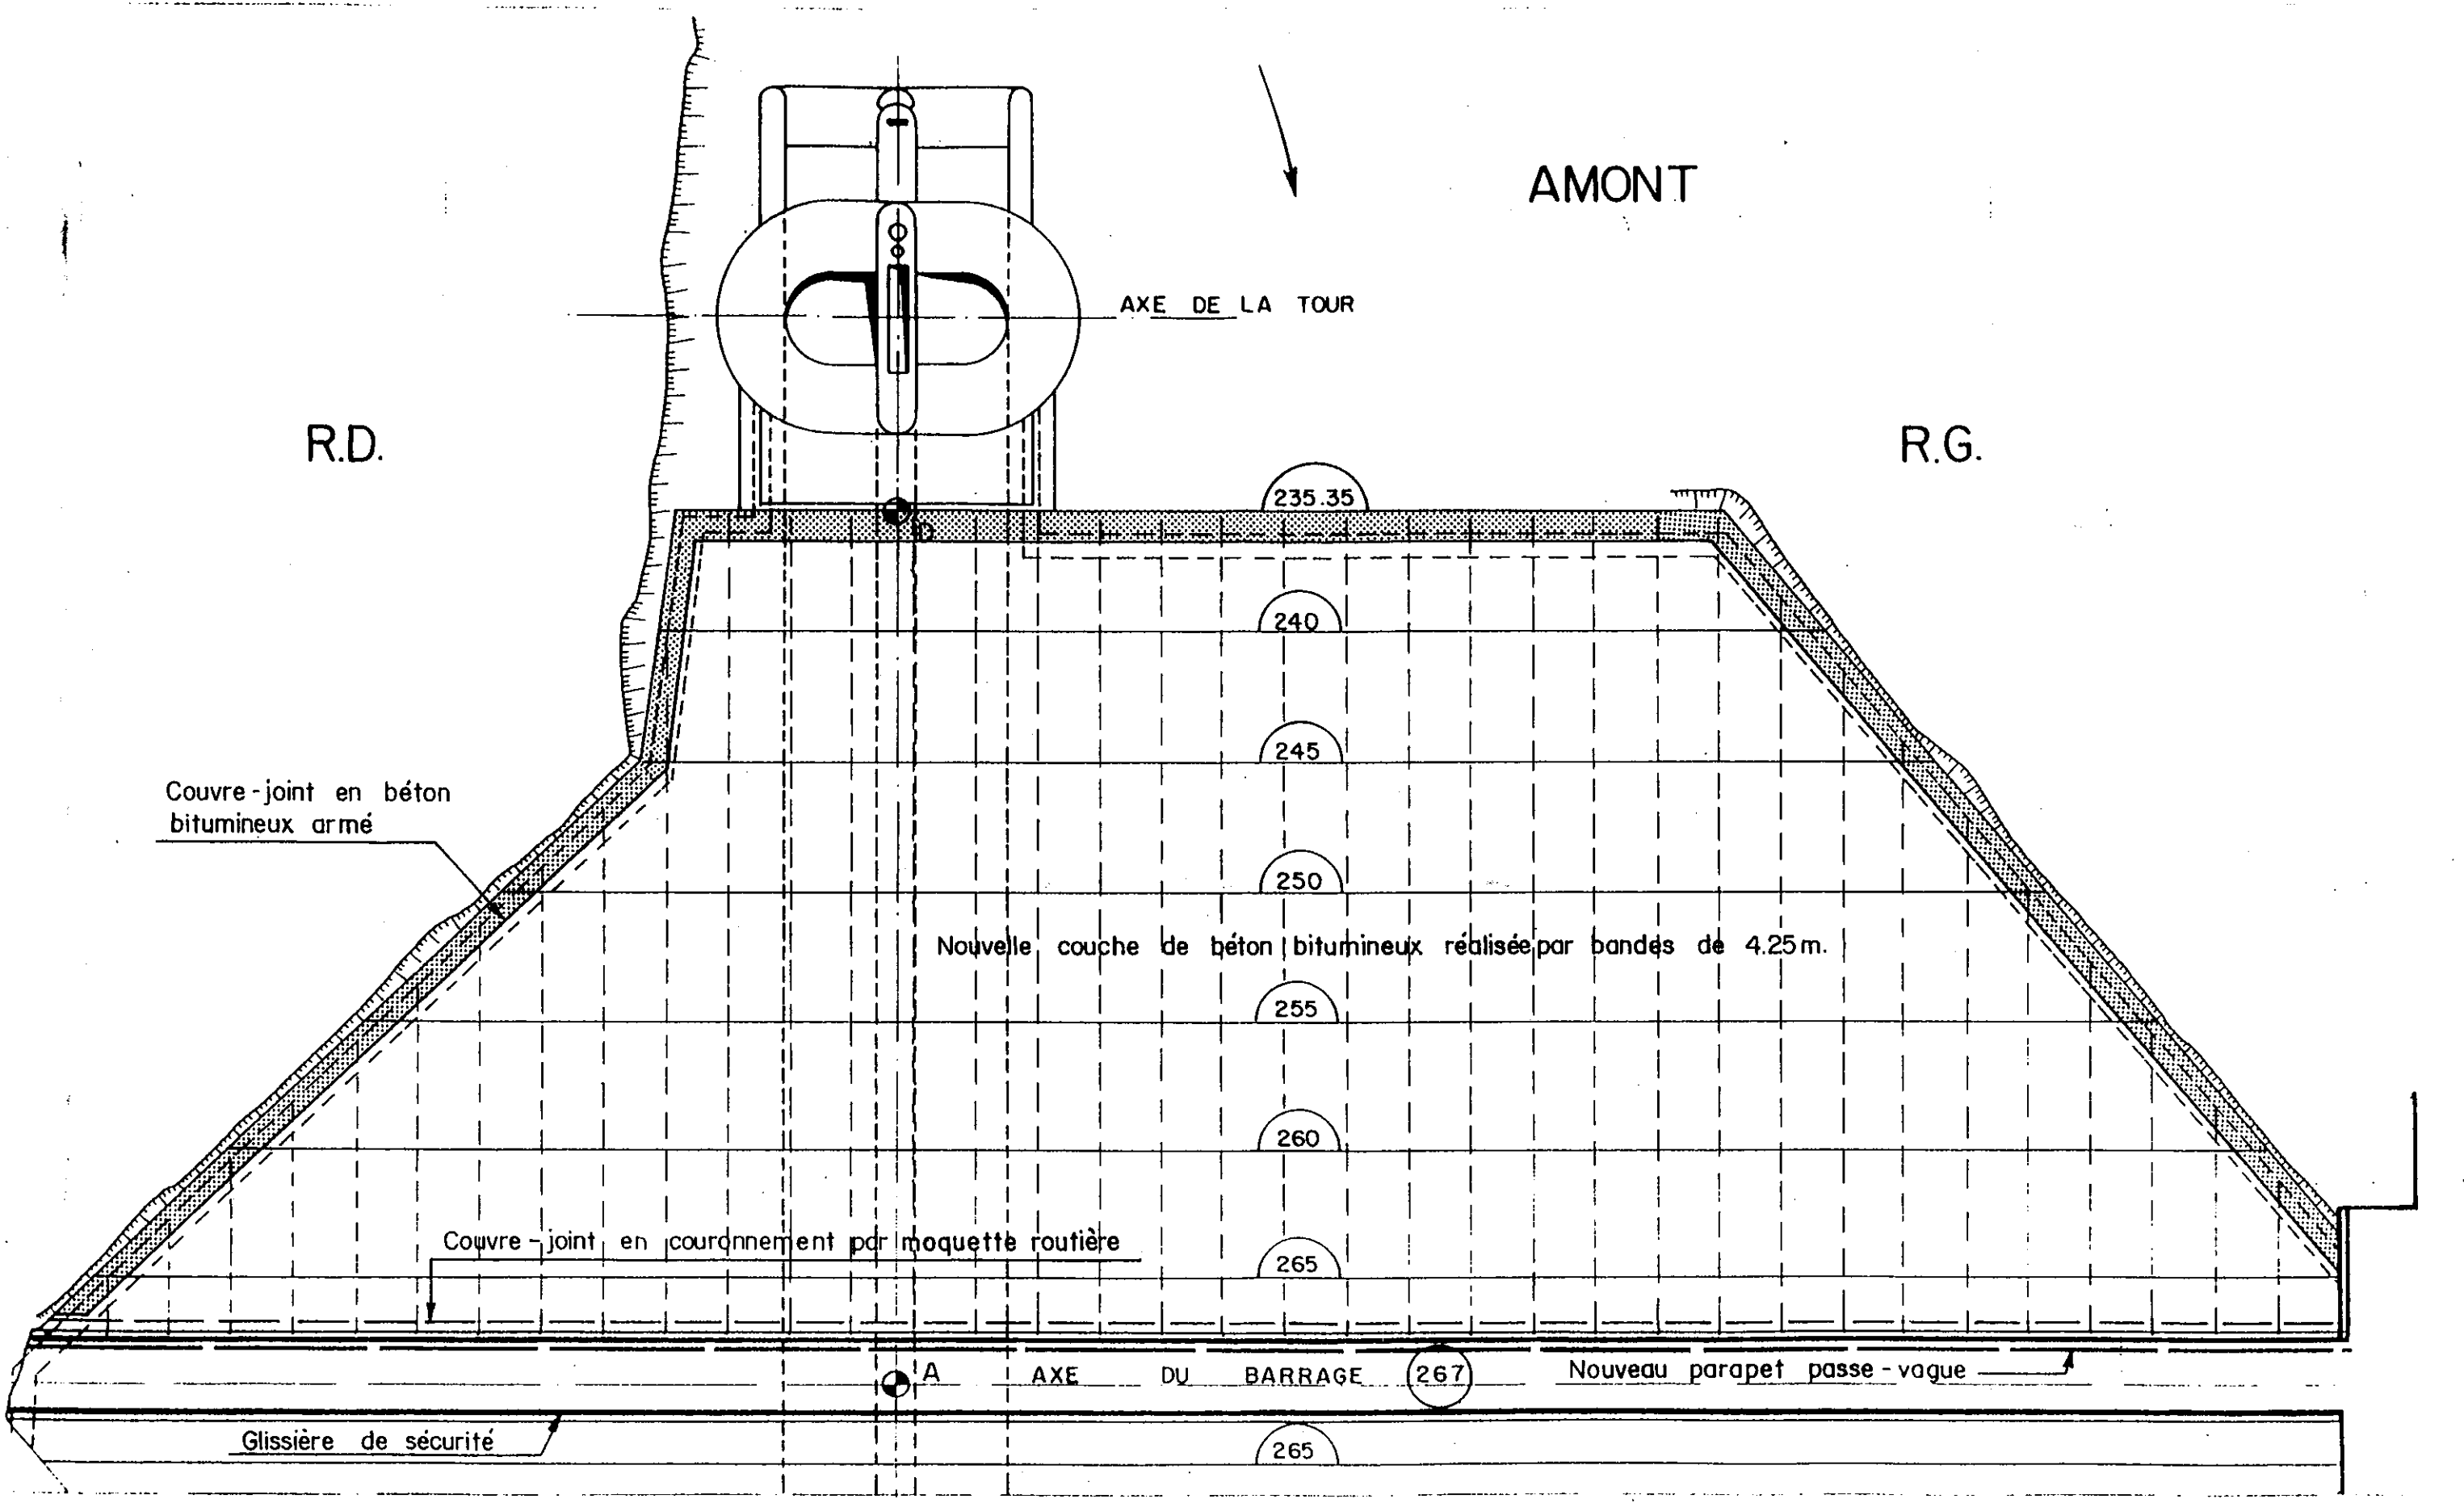 AMONT
AXE DE LA TOUR
R.D.
R.G.
235.35
D
240
245
Couvre-joint en béton
bitumineux armé
250
Nouvelle couche de béton bitumineux réalisée par bandes de 4.25m.
255
260
Couvre-joint en couronnement par moquette routière
265
A AXE DU BARRAGE 267 Nouveau parapet passe-vague
Glissière de sécurité
265